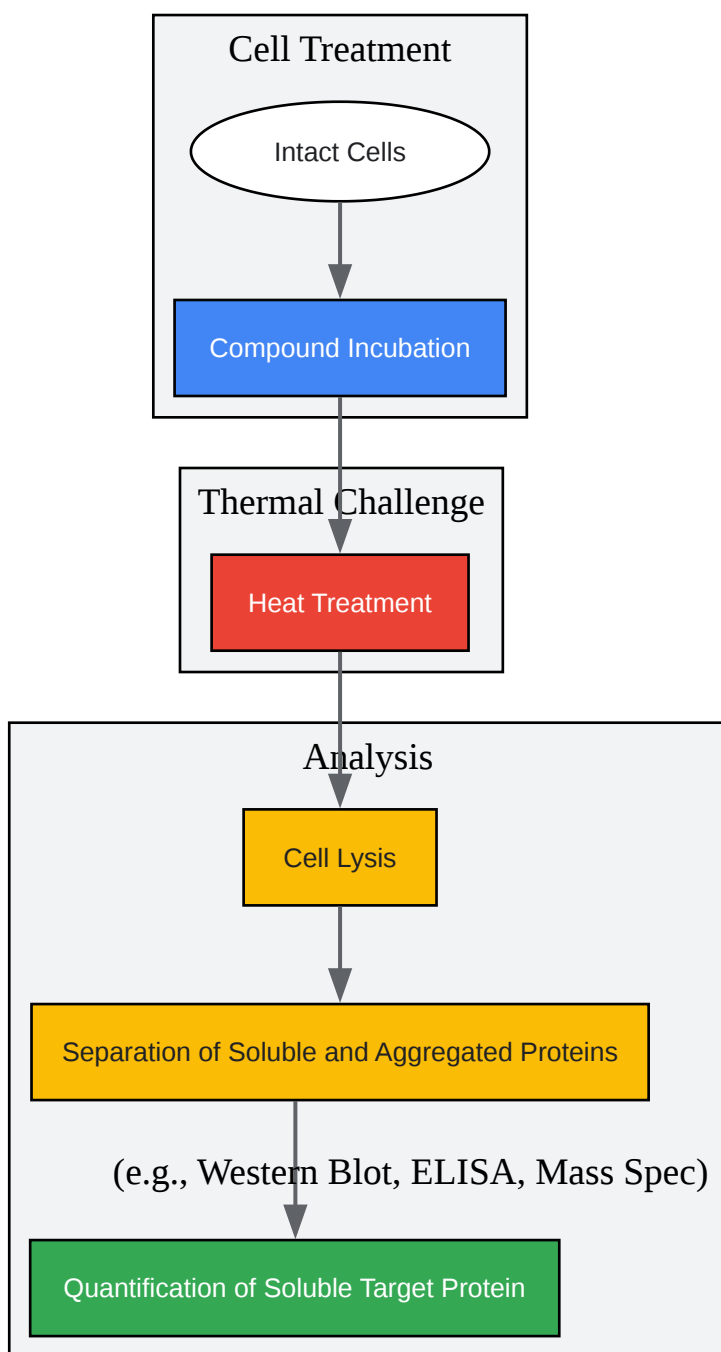 Cell Treatment
Intact Cells
Compound Incubation
Thermal Challenge
Heat Treatment
Analysis
Cell Lysis
Separation of Soluble and Aggregated Proteins
(e.g., Western Blot, ELISA, Mass Spec)
Quantification of Soluble Target Protein